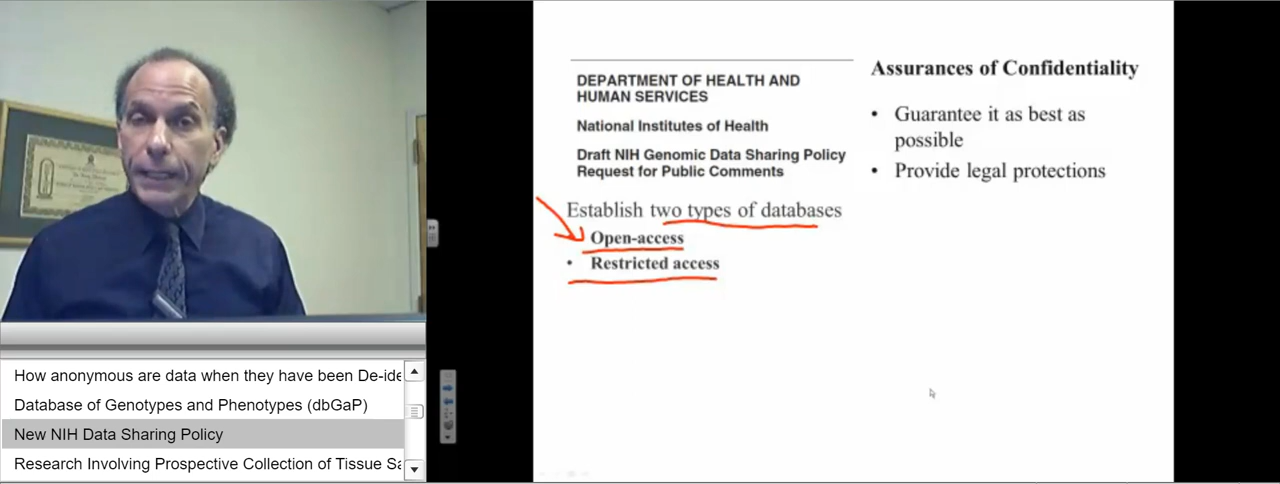 DEPARTMENT OF HEALTH AND
HUMAN SERVICES
National Institutes of Health
Draft NIH Genomic Data Sharing Policy
Request for Public Comments
Establish two types of databases
Open-access
• Restricted access
Assurances of Confidentiality
• Guarantee it as best as
possible
• Provide legal protections
How anonymous are data when they have been De-ide
Database of Genotypes and Phenotypes (dbGaP)
New NIH Data Sharing Policy
Research Involving Prospective Collection of Tissue Sa